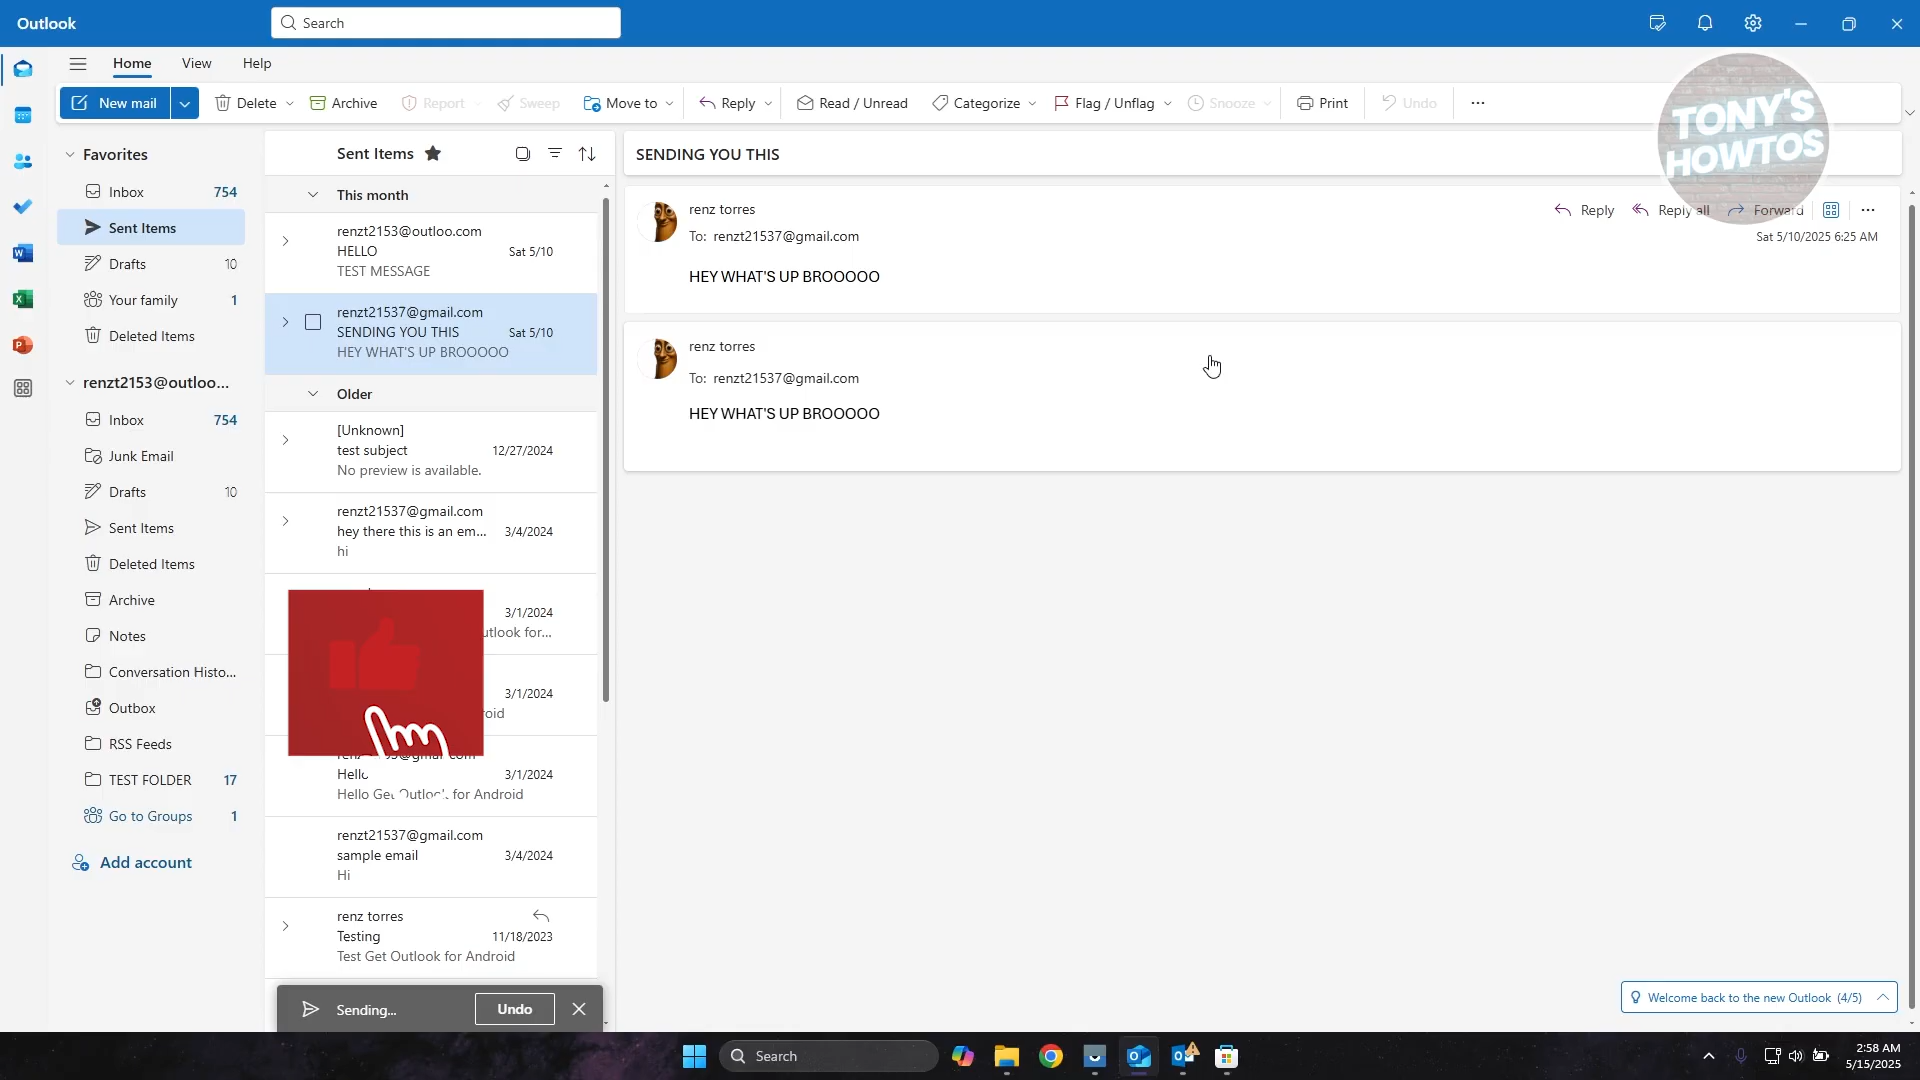 Outlook
Search
Home
View
Help
New mail
Delete
Archive
Report
Sweep
Move to
Reply
Read / Unread
Categorize
Flag / Unflag
Snooze
Print
Undo
TONY'S
HOWTOS
Favorites
Inbox 754
Sent Items
Drafts 10
Your family 1
Deleted Items
renzt2153@outloo...
Inbox 754
Junk Email
Drafts 10
Sent Items
Deleted Items
Archive
Notes
Conversation Histo...
Outbox
RSS Feeds
TEST FOLDER 17
Go to Groups 1
Add account
Sent Items
This month
renzt2153@outloo.com
HELLO Sat 5/10
TEST MESSAGE
renzt21537@gmail.com
SENDING YOU THIS Sat 5/10
HEY WHAT'S UP BROOOOO
Older
[Unknown]
test subject 12/27/2024
No preview is available.
renzt21537@gmail.com
hey there this is an em... 3/4/2024
hi
3/1/2024
utlook for...
3/1/2024
Hello 3/1/2024
Hello Get Outlook for Android
renzt21537@gmail.com
sample email 3/4/2024
Hi
renz torres
Testing 11/18/2023
Test Get Outlook for Android
Sending...
Undo
SENDING YOU THIS
renz torres
Reply
Reply all
Forward
To: renzt21537@gmail.com
Sat 5/10/2025 6:25 AM
HEY WHAT'S UP BROOOOO
renz torres
To: renzt21537@gmail.com
HEY WHAT'S UP BROOOOO
Welcome back to the new Outlook (4/5)
Search
2:58 AM
5/15/2025